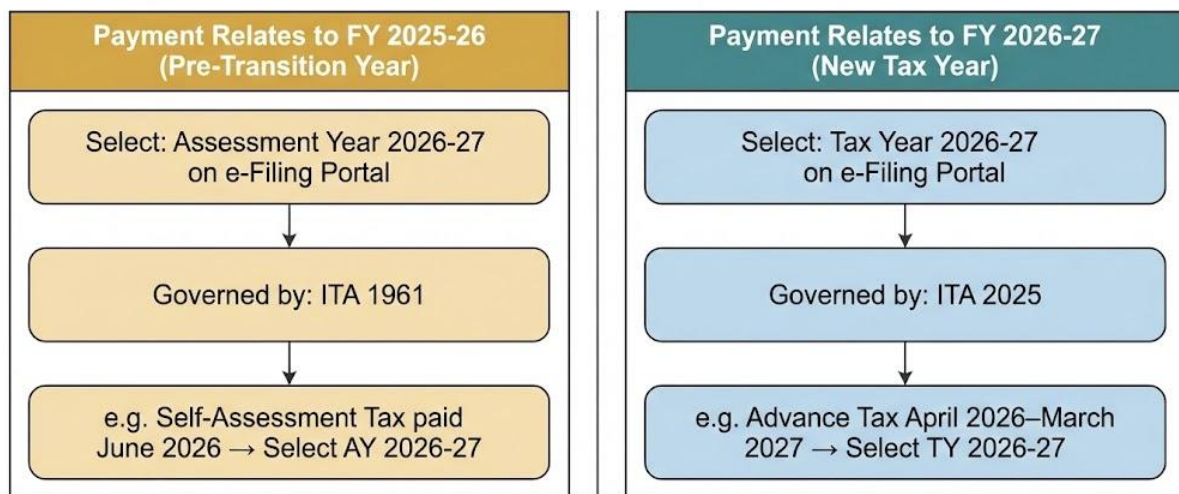 Payment Relates to FY 2025-26
(Pre-Transition Year)
Select: Assessment Year 2026-27
on e-Filing Portal
Governed by: ITA 1961
e.g. Self-Assessment Tax paid
June 2026 → Select AY 2026-27
Payment Relates to FY 2026-27
(New Tax Year)
Select: Tax Year 2026-27
on e-Filing Portal
Governed by: ITA 2025
e.g. Advance Tax April 2026–March
2027 → Select TY 2026-27